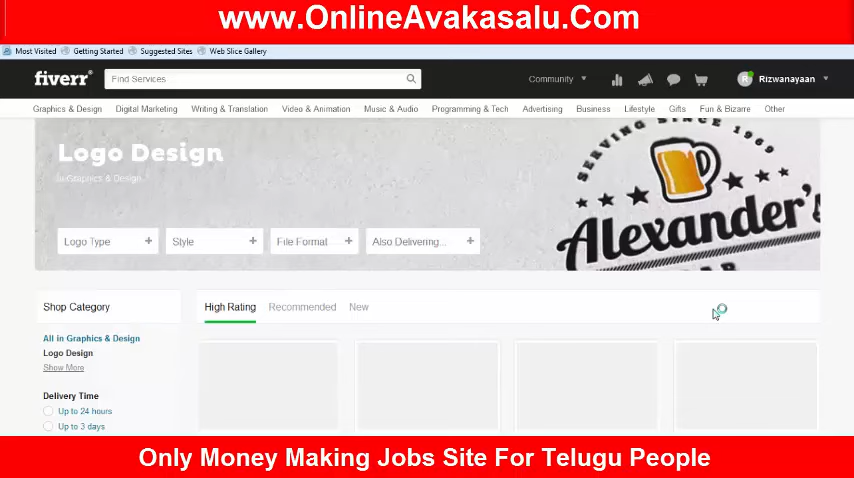 www.OnlineAvakasalu.Com
Most Visited Getting Started Suggested Sites Web Slice Gallery
fiverr® Find Services Community R Rizwanayaan
Graphics & Design Digital Marketing Writing & Translation Video & Animation Music & Audio Programming & Tech Advertising Business Lifestyle Gifts Fun & Bizarre Other
SERVING SINCE 1969
Logo Design
in Graphics & Design
Alexander's
Logo Type + Style + File Format + Also Delivering... +
BAR
Shop Category High Rating Recommended New
All in Graphics & Design
Logo Design
Show More
Delivery Time
Up to 24 hours
Up to 3 days
Only Money Making Jobs Site For Telugu People